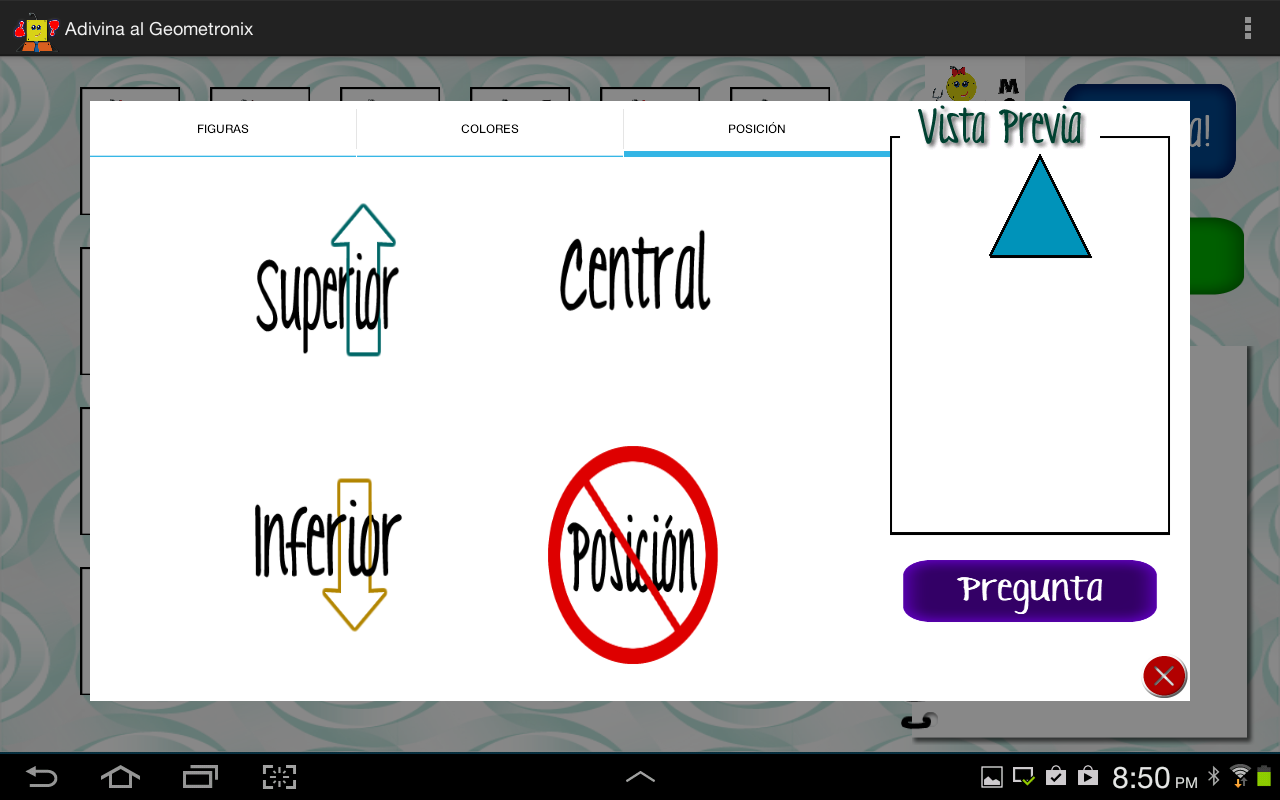 Adivina al Geometronix
FIGURAS
COLORES
POSICIÓN
Vista Previa
a!
Superior
Central
Inferior
Posición
Pregunta
8:50 PM